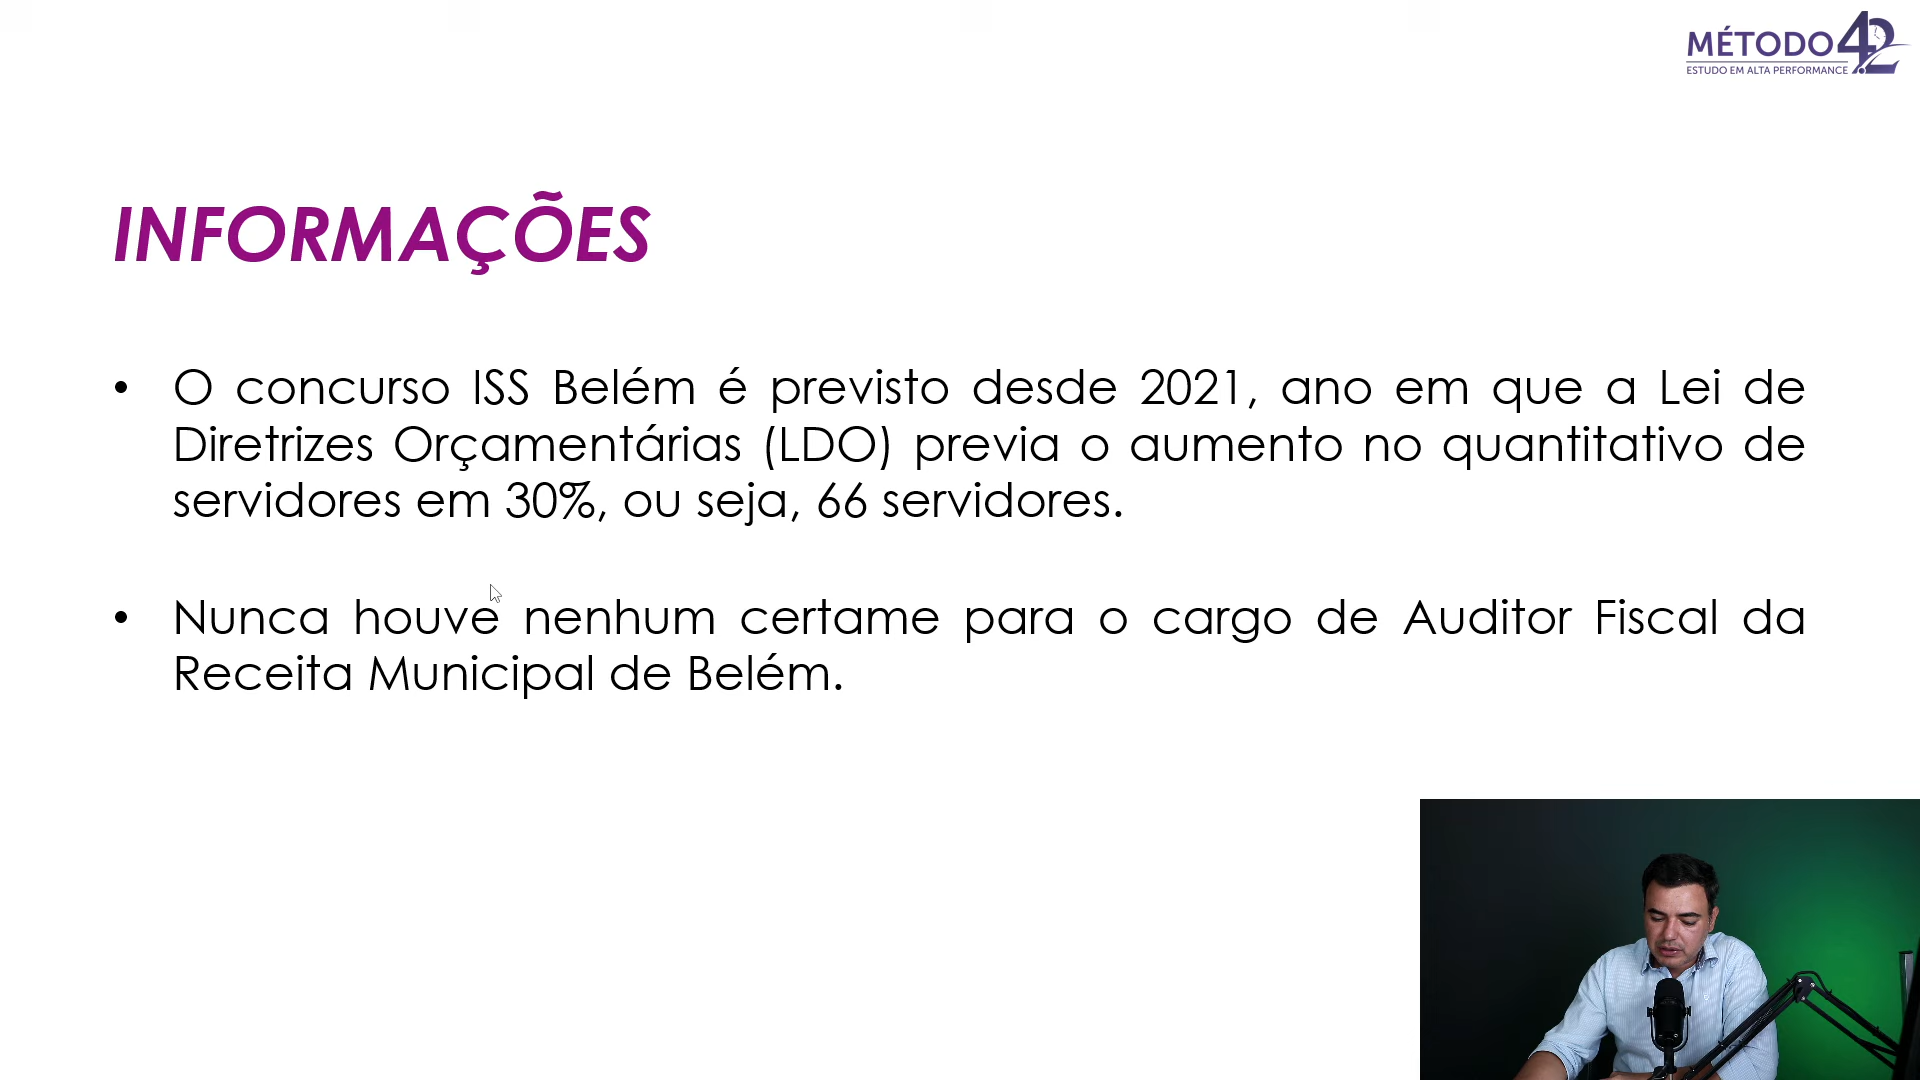 MÉTODO 42
ESTUDO EM ALTA PERFORMANCE
INFORMAÇÕES
• O concurso ISS Belém é previsto desde 2021, ano em que a Lei de
Diretrizes Orçamentárias (LDO) previa o aumento no quantitativo de
servidores em 30%, ou seja, 66 servidores.
• Nunca houve nenhum certame para o cargo de Auditor Fiscal da
Receita Municipal de Belém.